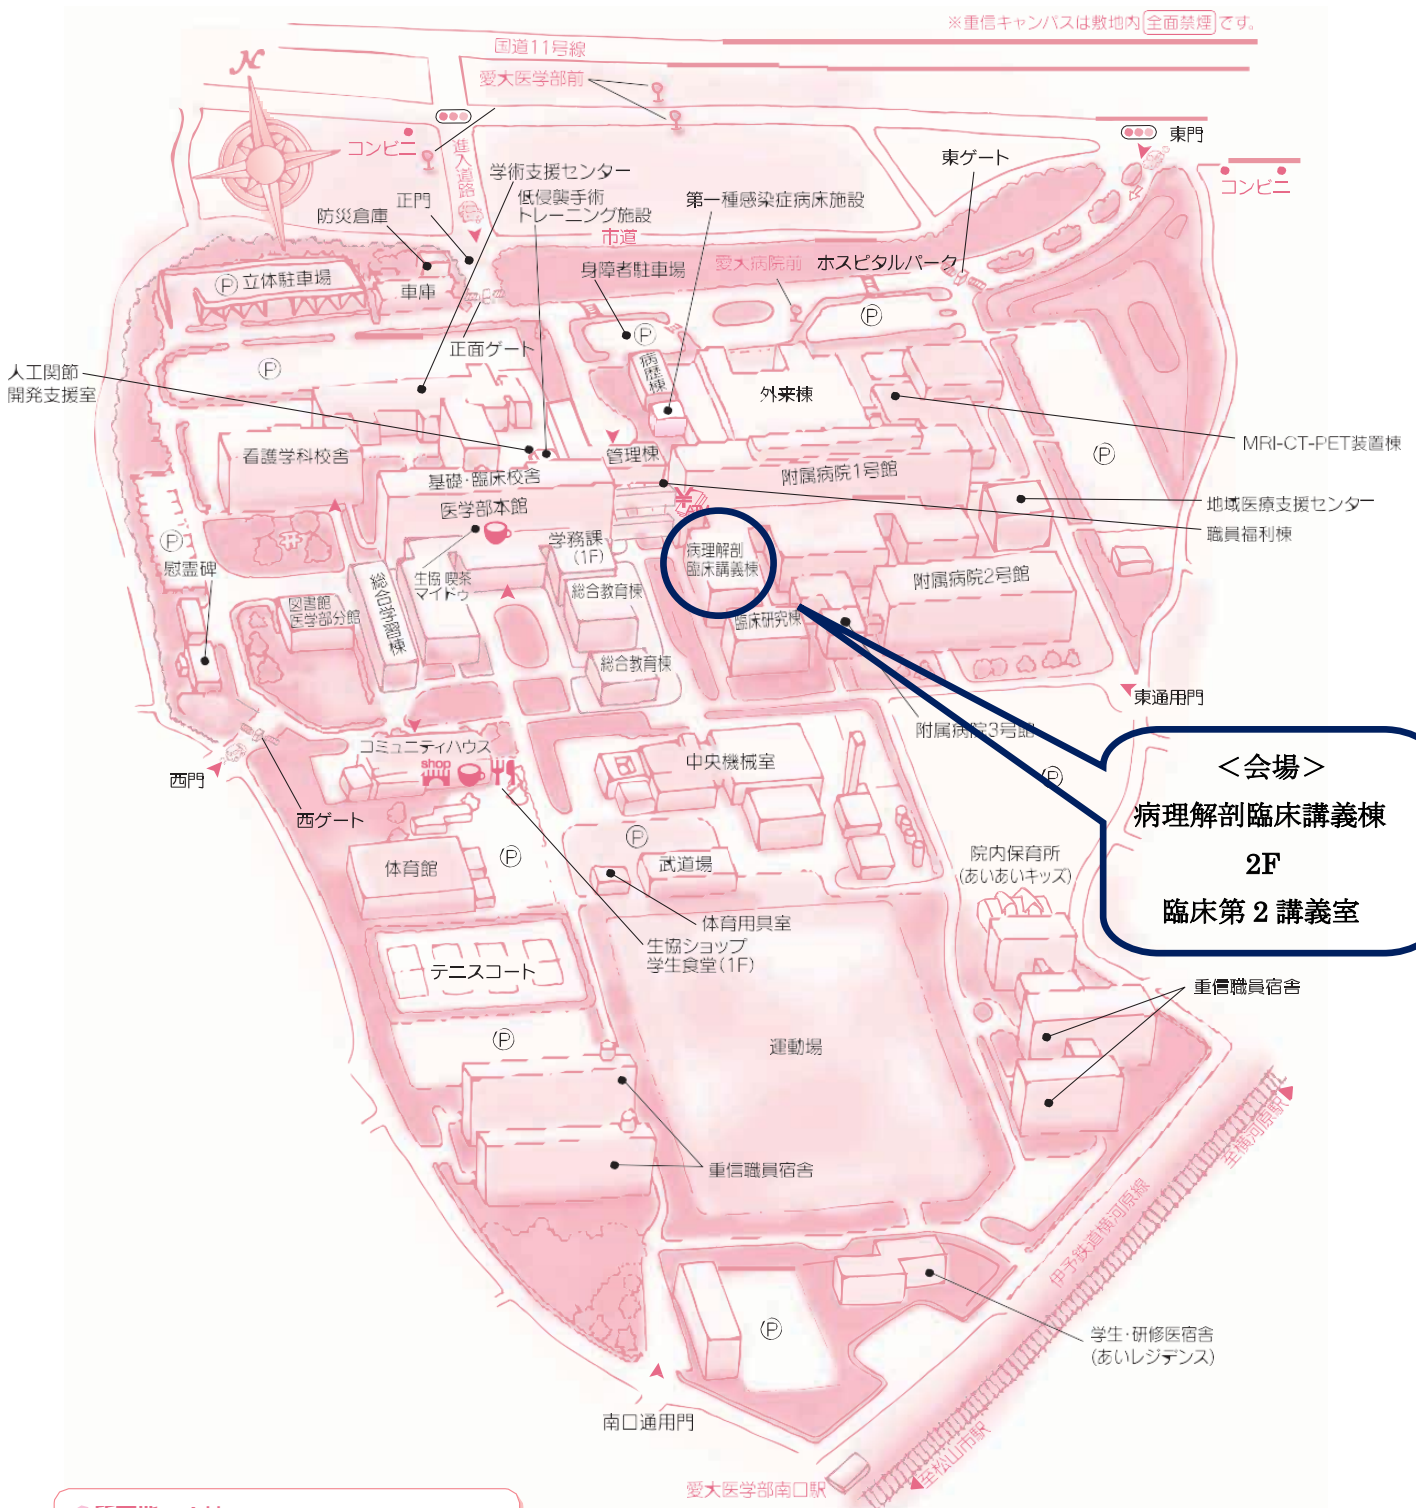 ※重信キャンパスは敷地内全面禁煙です。
国道11号線
愛大医学部前
N
コンビニ
進入道路
東門
コンビニ
東ゲート
学術支援センター
正門
低侵襲手術
トレーニング施設
第一種感染症病床施設
防災倉庫
市道
身障者駐車場
愛大病院前
ホスピタルパーク
P立体駐車場
車庫
P
P
正面ゲート
P
病歴棟
外来棟
人工関節
開発支援室
MRI-CT-PET装置棟
P
看護学科校舎
管理棟
基礎・臨床校舎
附属病院1号館
医学部本館
地域医療支援センター
職員福利棟
P
学務課
(1F)
病理解剖
臨床講義棟
慰霊碑
生協 喫茶
マイドゥ
総合学習棟
図書館
医学部分館
総合教育棟
附属病院2号館
臨床研究棟
総合教育棟
東通用門
附属病院3号館
コミュニティハウス
shop
中央機械室
西門
西ゲート
P
<会場>
病理解剖臨床講義棟
2F
臨床第2講義室
P
P
体育館
武道場
院内保育所
(あいあいキッズ)
体育用具室
生協ショップ
学生食堂(1F)
テニスコート
重信職員宿舎
P
運動場
至横河原駅
重信職員宿舎
伊予鉄道横河原線
P
学生・研修医宿舎
(あいレジデンス)
南口通用門
至松山市駅
愛大医学部南口駅